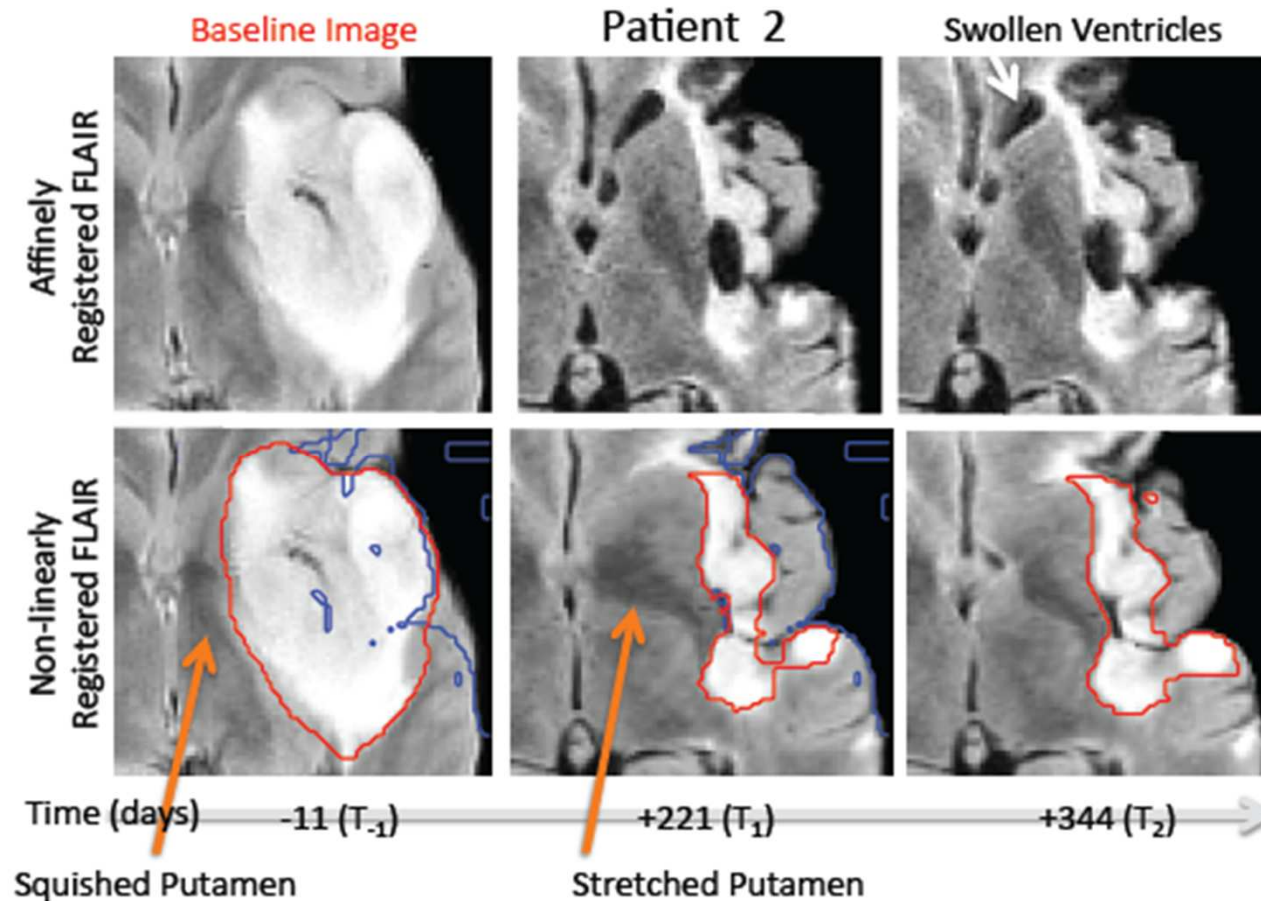 Baseline Image
Patient 2
Swollen Ventricles
Affinely
Registered FLAIR
Non-linearly
Registered FLAIR
Time (days)
-11 (T-1)
+221 (T1)
+344 (T2)
Squished Putamen
Stretched Putamen